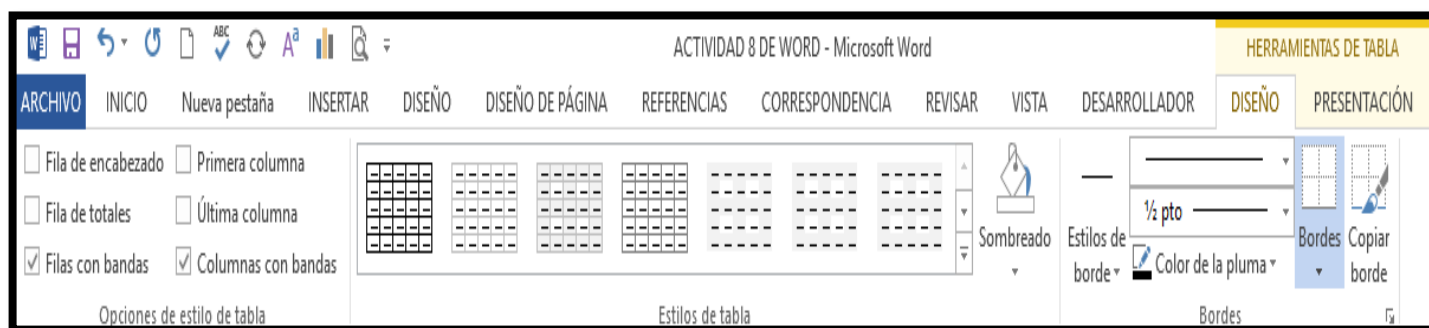 ABC
ACTIVIDAD 8 DE WORD - Microsoft Word
HERRAMIENTAS DE TABLA
ARCHIVO INICIO Nueva pestaña INSERTAR DISEÑO DISEÑO DE PÁGINA REFERENCIAS CORRESPONDENCIA REVISAR VISTA DESARROLLADOR DISEÑO PRESENTACIÓN
Fila de encabezado Primera columna
Fila de totales Última columna
Filas con bandas Columnas con bandas
Opciones de estilo de tabla
Estilos de tabla
Sombreado
Estilos de
borde
½ pto
Color de la pluma
Bordes
Copiar
borde
Bordes